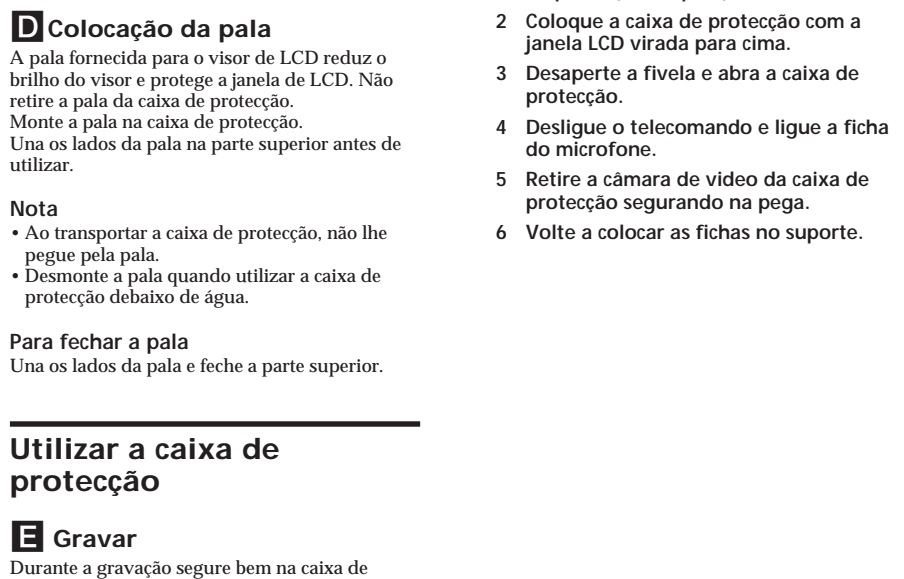 D Colocação da pala
A pala fornecida para o visor de LCD reduz o
brilho do visor e protege a janela de LCD. Não
retire a pala da caixa de protecção.
Monte a pala na caixa de protecção.
Una os lados da pala na parte superior antes de
utilizar.
Nota
• Ao transportar a caixa de protecção, não lhe
pegue pela pala.
• Desmonte a pala quando utilizar a caixa de
protecção debaixo de água.
Para fechar a pala
Una os lados da pala e feche a parte superior.
Utilizar a caixa de
protecção
E Gravar
Durante a gravação segure bem na caixa de
2 Coloque a caixa de protecção com a
janela LCD virada para cima.
3 Desaperte a fivela e abra a caixa de
protecção.
4 Desligue o telecomando e ligue a ficha
do microfone.
5 Retire a câmara de video da caixa de
protecção segurando na pega.
6 Volte a colocar as fichas no suporte.